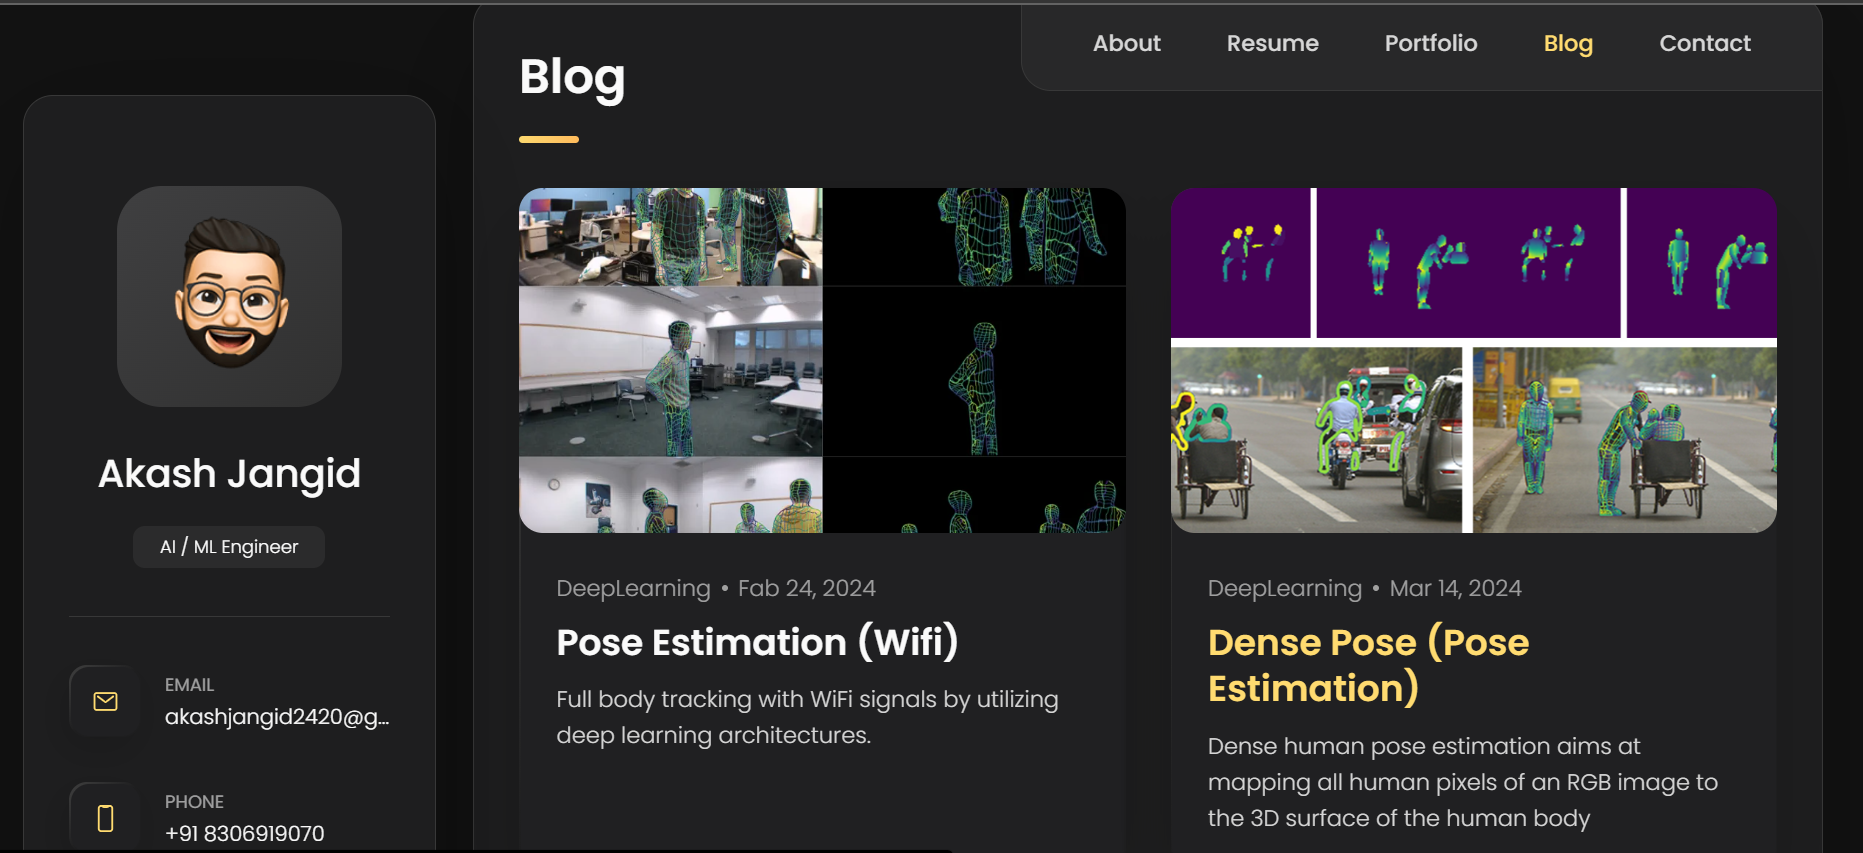 About Resume Portfolio Blog Contact
Blog
Akash Jangid
AI / ML Engineer
EMAIL
akashjangid2420@g...
PHONE
+91 8306919070
DeepLearning • Fab 24, 2024
Pose Estimation (Wifi)
Full body tracking with WiFi signals by utilizing
deep learning architectures.
DeepLearning • Mar 14, 2024
Dense Pose (Pose
Estimation)
Dense human pose estimation aims at
mapping all human pixels of an RGB image to
the 3D surface of the human body